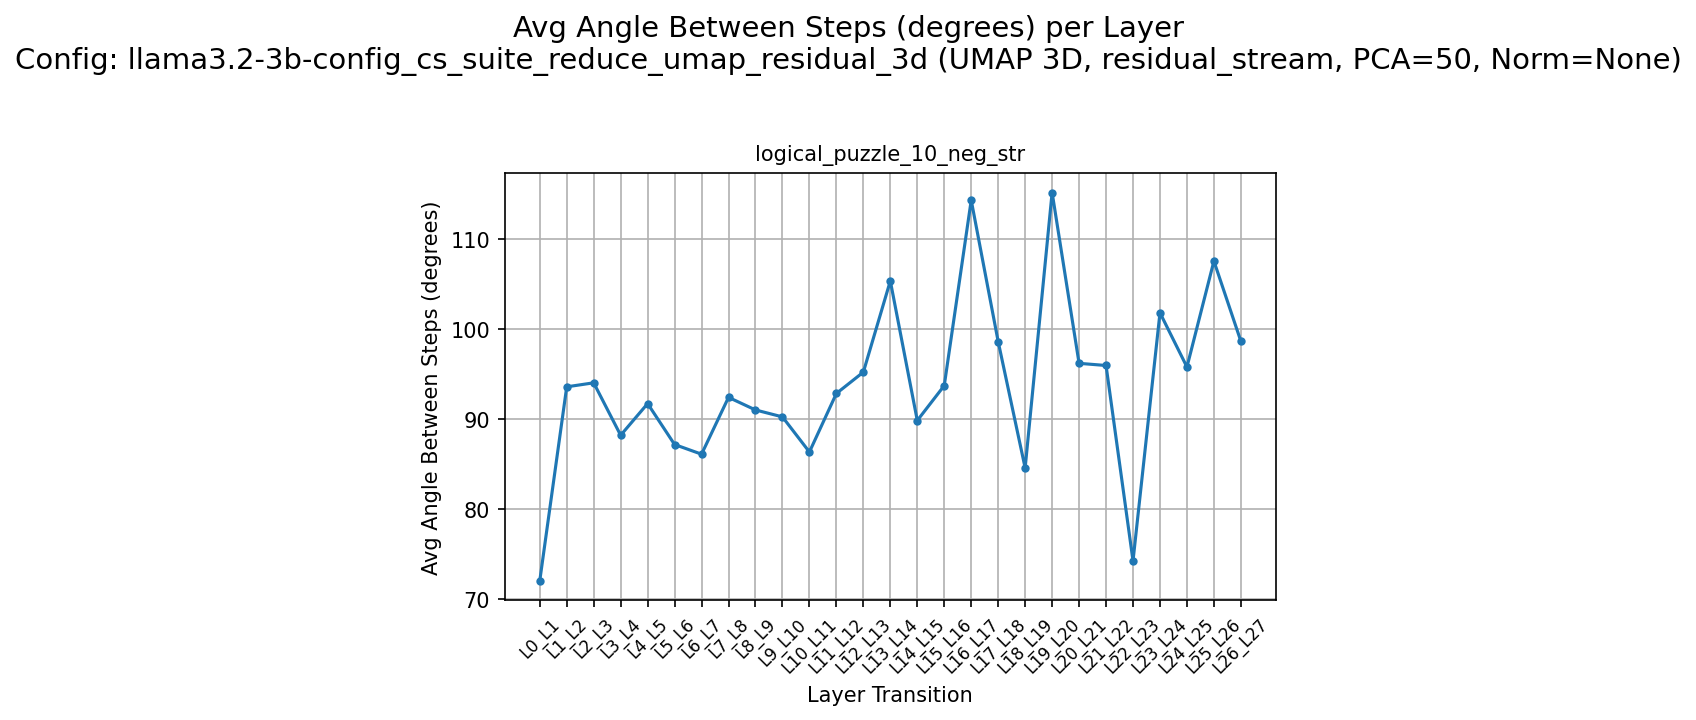 Avg Angle Between Steps (degrees) per Layer
Config: llama3.2-3b-config_cs_suite_reduce_umap_residual_3d (UMAP 3D, residual_stream, PCA=50, Norm=None)
logical_puzzle_10_neg_str
Avg Angle Between Steps (degrees)
110
100
90
80
70
L0_L1
L1_L2
L2_L3
L3_L4
L4_L5
L5_L6
L6_L7
L7_L8
L8_L9
L9_L10
L10_L11
L11_L12
L12_L13
L13_L14
L14_L15
L15_L16
L16_L17
L17_L18
L18_L19
L19_L20
L20_L21
L21_L22
L22_L23
L23_L24
L24_L25
L25_L26
L26_L27
Layer Transition